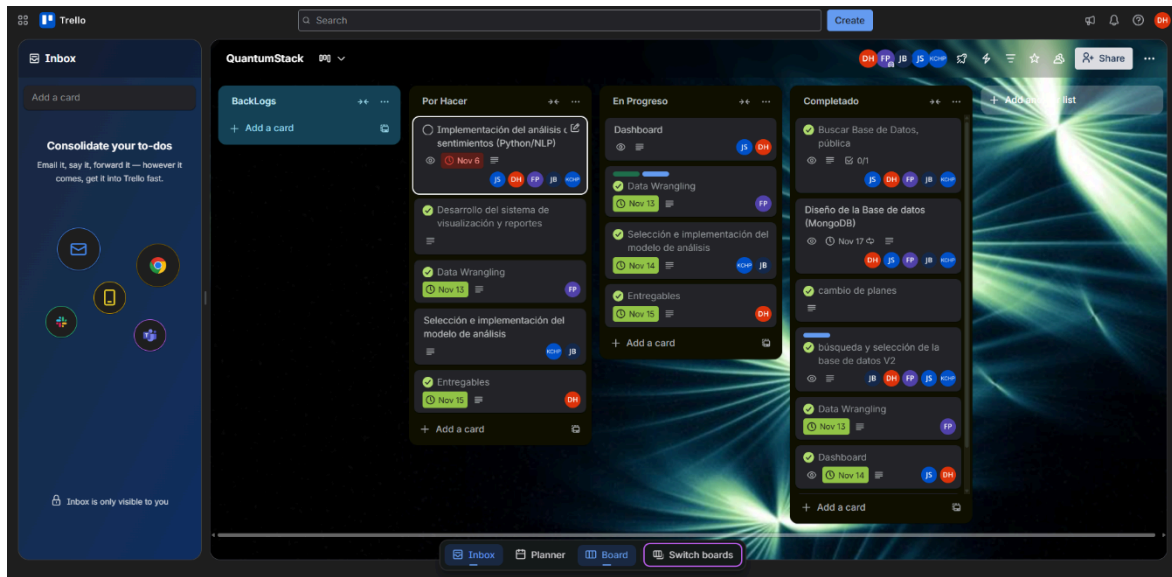 Trello
Search
Create
DH
Inbox
Add a card
Consolidate your to-dos
Email it, say it, forward it — however it
comes, get it into Trello fast.
Inbox is only visible to you
QuantumStack
DH FP JB JS KCHP
Share
BackLogs
+ Add a card
Por Hacer
Implementación del análisis
sentimientos (Python/NLP)
Nov 6
JS DH FP JB KCHP
Desarrollo del sistema de
visualización y reportes
Data Wrangling
Nov 13
FP
Selección e implementación del
modelo de análisis
KCHP JB
Entregables
Nov 15
DH
+ Add a card
En Progreso
Dashboard
JS DH
Data Wrangling
Nov 13
FP
Selección e implementación del
modelo de análisis
Nov 14
KCHP JB
Entregables
Nov 15
DH
+ Add a card
Completado
Buscar Base de Datos,
pública
0/1
JS DH FP JB KCHP
Diseño de la Base de datos
(MongoDB)
Nov 17
DH JS FP JB KCHP
cambio de planes
búsqueda y selección de la
base de datos V2
JB DH FP JS KCHP
Data Wrangling
Nov 13
FP
Dashboard
Nov 14
JS DH
+ Add a card
+ Add another list
Inbox
Planner
Board
Switch boards